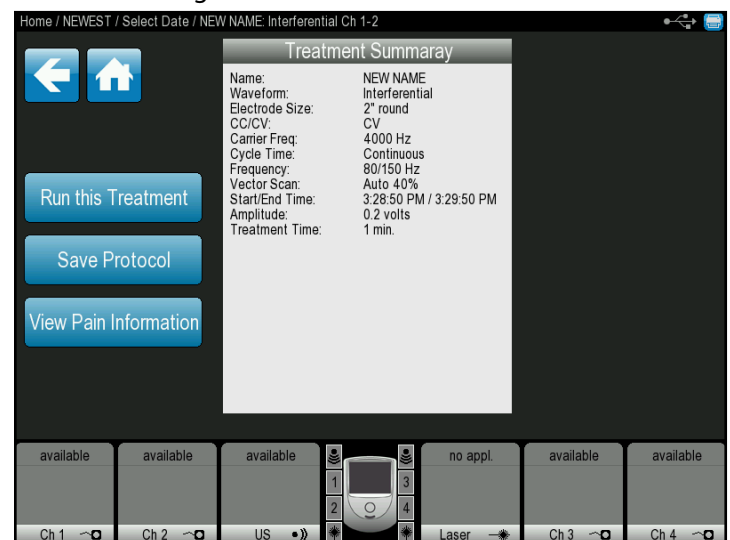 Home / NEWEST / Select Date / NEW NAME: Interferential Ch 1-2
Treatment Summaray
Name: NEW NAME
Waveform: Interferential
Electrode Size: 2" round
CC/CV: CV
Carrier Freq: 4000 Hz
Cycle Time: Continuous
Frequency: 80/150 Hz
Vector Scan: Auto 40%
Start/End Time: 3:28:50 PM / 3:29:50 PM
Amplitude: 0.2 volts
Treatment Time: 1 min.
Run this Treatment
Save Protocol
View Pain Information
available available available no appl. available available
1 3
2 4
Ch 1 Ch 2 US Laser Ch 3 Ch 4